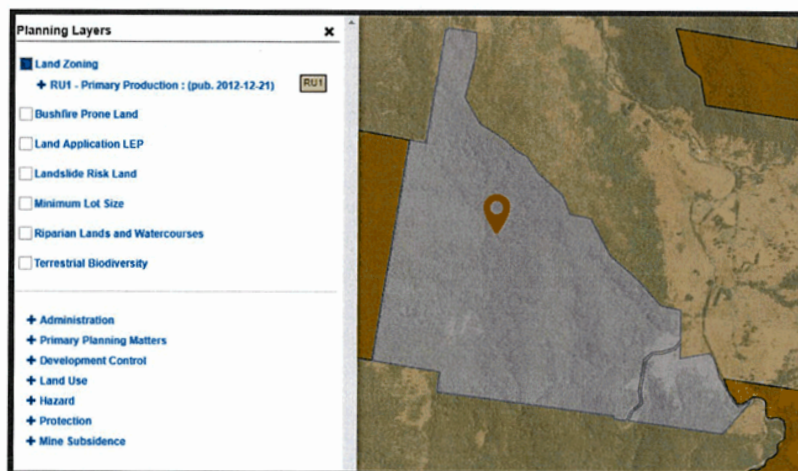 Planning Layers
Land Zoning
RU1 - Primary Production : (pub. 2012-12-21) RU1
Bushfire Prone Land
Land Application LEP
Landslide Risk Land
Minimum Lot Size
Riparian Lands and Watercourses
Terrestrial Biodiversity
Administration
Primary Planning Matters
Development Control
Land Use
Hazard
Protection
Mine Subsidence